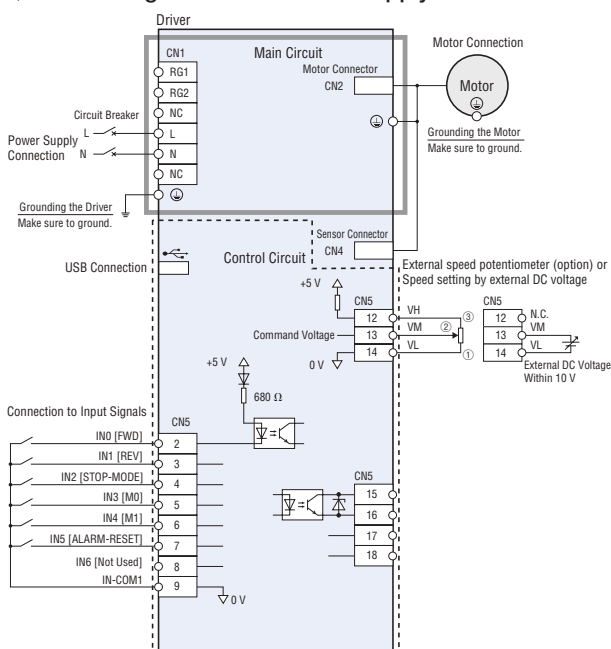 Driver
CN1
Main Circuit
Motor Connection
RG1
Motor Connector
CN2
Motor
RG2
NC
Circuit Breaker
L
L
Power Supply
Connection
N
N
Grounding the Motor
Make sure to ground.
NC
Grounding the Driver
Make sure to ground.
Sensor Connector
CN4
Control Circuit
USB Connection
External speed potentiometer (option) or
Speed setting by external DC voltage
+5 V
CN5
CN5
12
VH
③
12
N.C.
Command Voltage
13
VM
②
13
VM
0 V
14
VL
①
14
VL
External DC Voltage
Within 10 V
+5 V
680 Ω
Connection to Input Signals
CN5
IN0 [FWD]
2
IN1 [REV]
3
IN2 [STOP-MODE]
4
IN3 [M0]
5
IN4 [M1]
6
IN5 [ALARM-RESET]
7
IN6 [Not Used]
8
IN-COM1
9
0 V
CN5
15
16
17
18